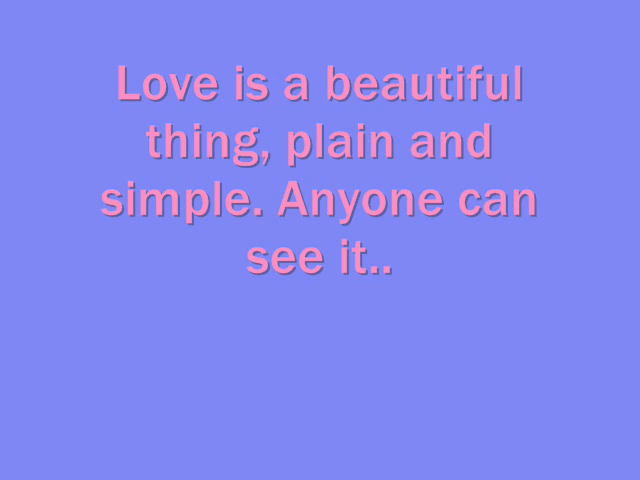 Love is a beautiful
thing, plain and
simple. Anyone can
see it..